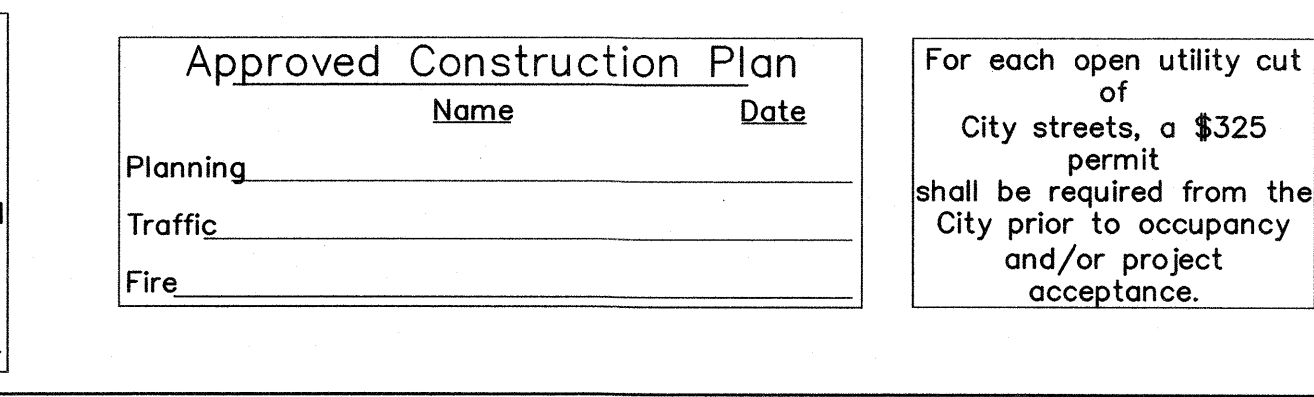 Approved Construction Plan
Name Date
Planning
Traffic
Fire
For each open utility cut
of
City streets, a $325
permit
shall be required from the
City prior to occupancy
and/or project
acceptance.